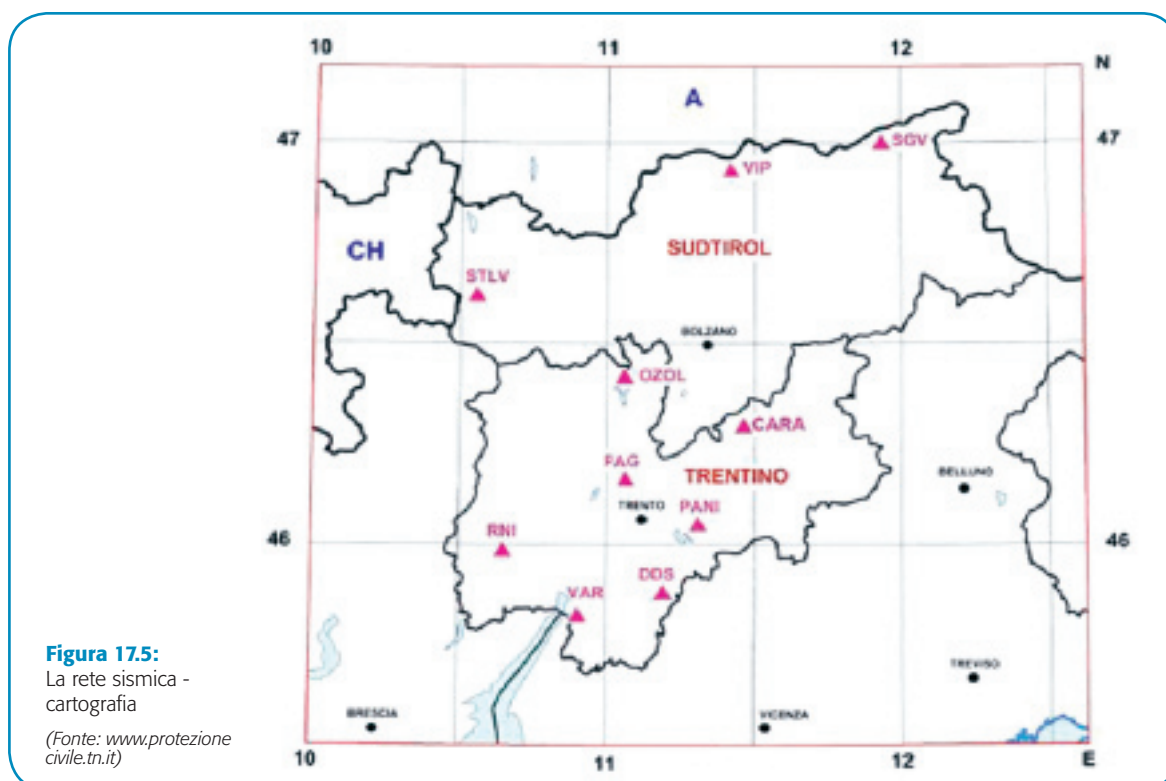 10 11 12 N
A
47 47
SGV
VIP
CH
SUDTIROL
STLV
BOLZANO
OZOL
CARA
PAG
TRENTINO
BELLUNO
TRENTO
PANI
RNI
46 46
DOS
VAR
TREVISO
BRESCIA
VICENZA
10 11 12 E
Figura 17.5:
La rete sismica -
cartografia
(Fonte: www.protezione
civile.tn.it)